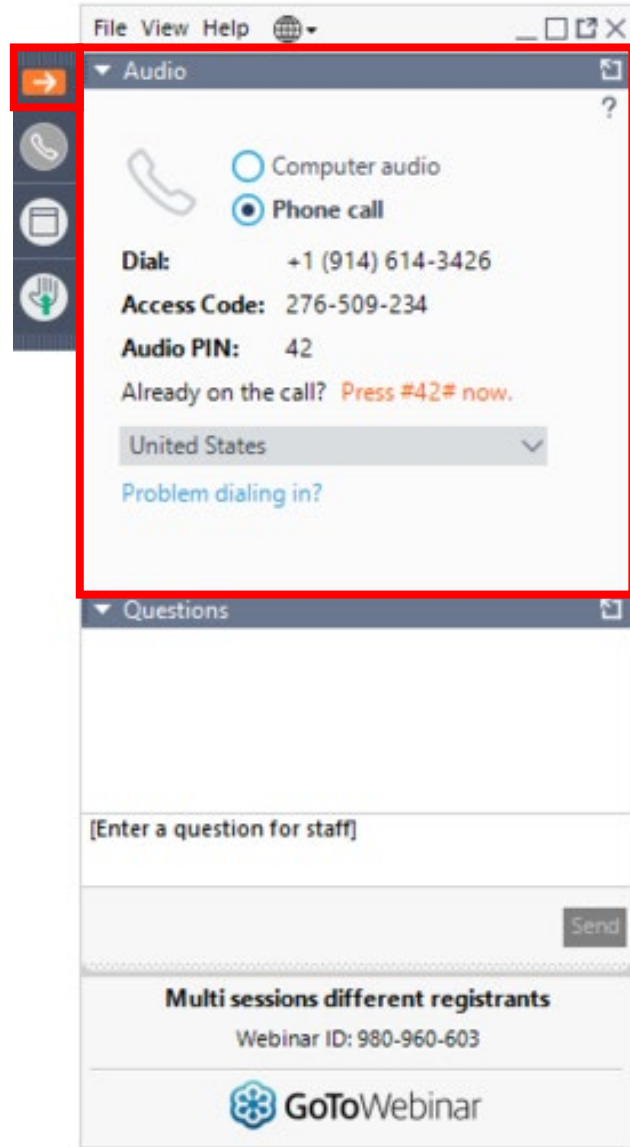 File View Help
Audio
?
Computer audio
Phone call
Dial: +1 (914) 614-3426
Access Code: 276-509-234
Audio PIN: 42
Already on the call? Press #42# now.
United States
Problem dialing in?
Questions
[Enter a question for staff]
Send
Multi sessions different registrants
Webinar ID: 980-960-603
GoToWebinar